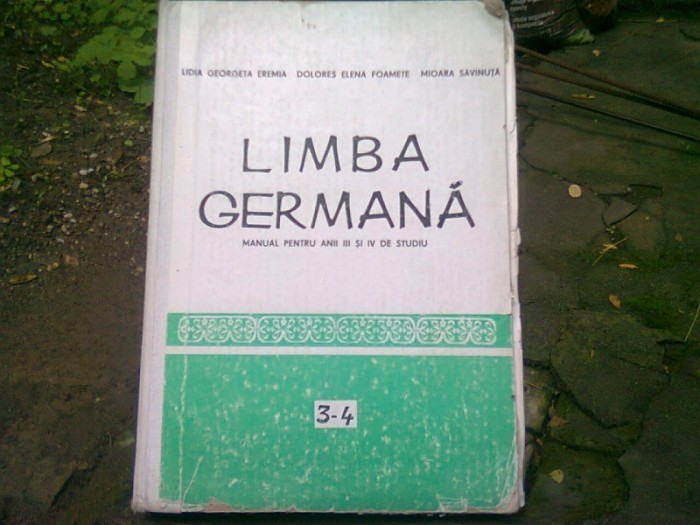 LIDIA GEORGETA EREMIA DOLORES ELENA FOAMETE MIOARA SAVINUȚĂ
LIMBA
GERMANĂ
MANUAL PENTRU ANII III ȘI IV DE STUDIU
3-4